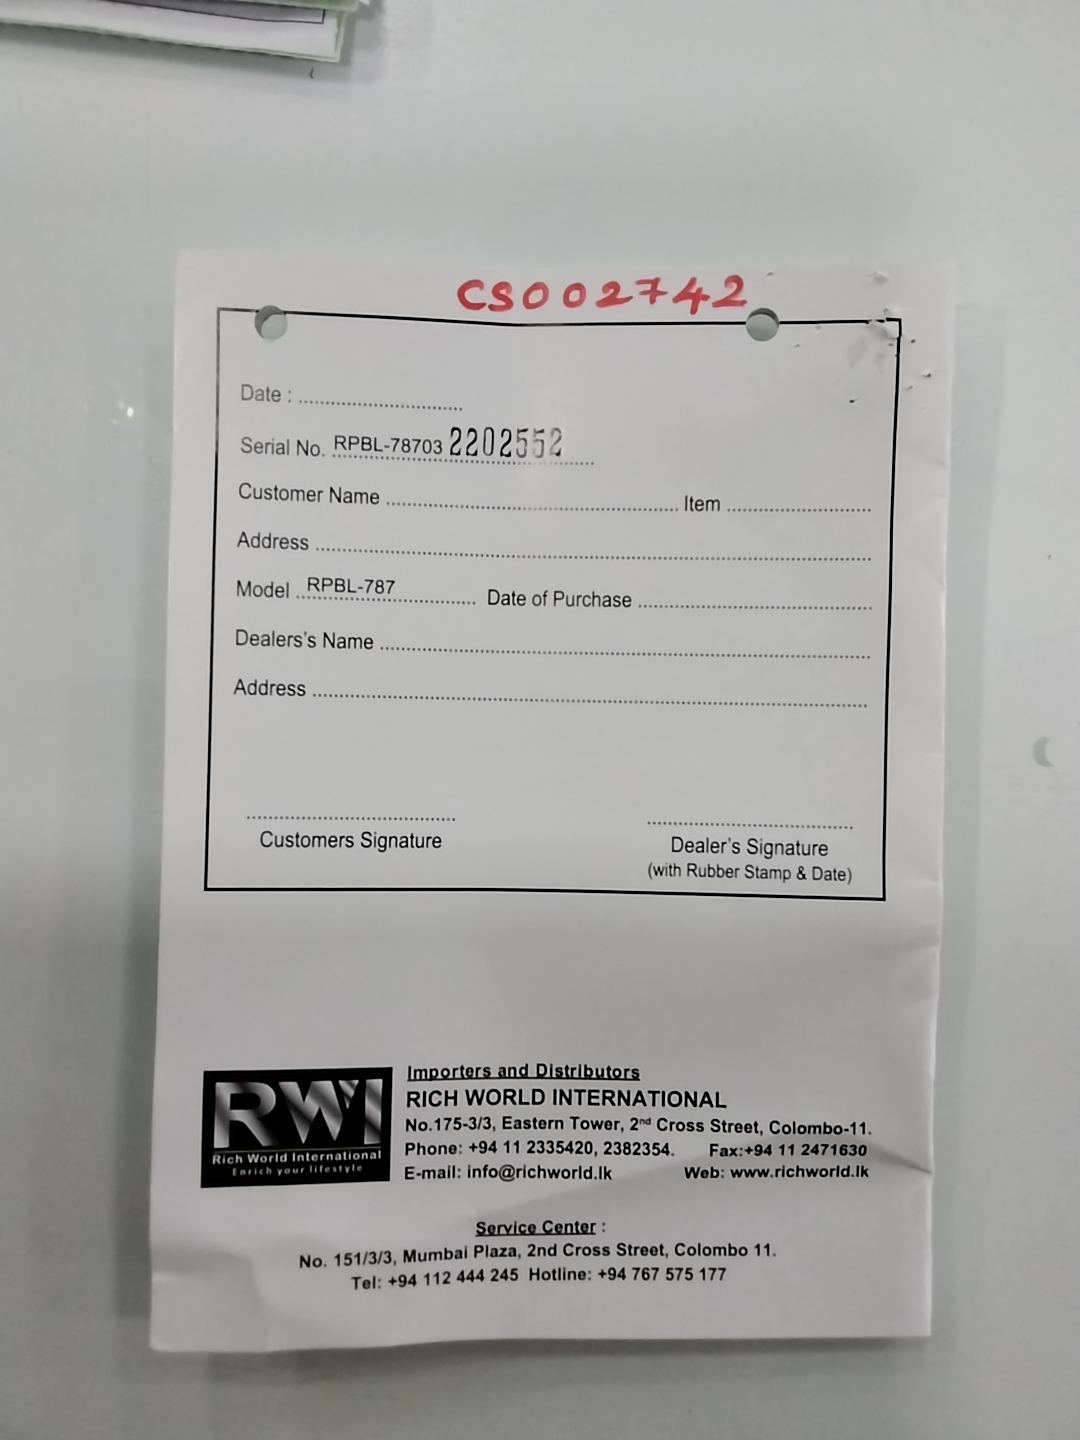 CS002742
Date : ............................
Serial No. RPBL-78703 2202552
Customer Name ........................ Item ........................
Address ........................
Model RPBL-787 Date of Purchase ........................
Dealers's Name ........................
Address ........................
Customers Signature
Dealer's Signature
(with Rubber Stamp & Date)
RWI
Rich World International
Enrich your lifestyle
Importers and Distributors
RICH WORLD INTERNATIONAL
No.175-3/3, Eastern Tower, 2nd Cross Street, Colombo-11.
Phone: +94 11 2335420, 2382354. Fax:+94 11 2471630
E-mail: info@richworld.lk Web: www.richworld.lk
Service Center :
No. 151/3/3, Mumbai Plaza, 2nd Cross Street, Colombo 11.
Tel: +94 112 444 245 Hotline: +94 767 575 177